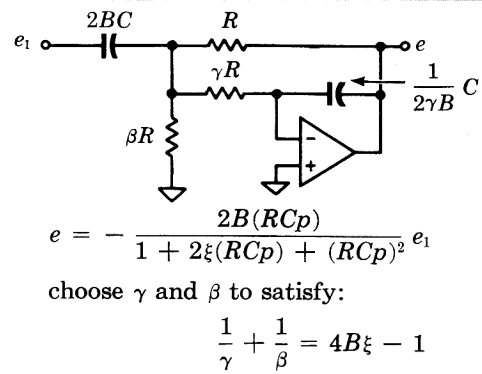 2BC
R
e₁
e
γR
1/(2γB) C
βR
−
+
e = − 2B(RCp) / (1 + 2ξ(RCp) + (RCp)²) e₁
choose γ and β to satisfy:
1/γ + 1/β = 4Bξ − 1